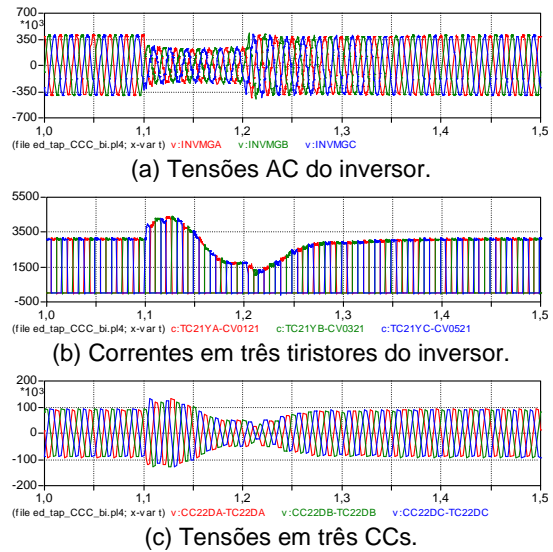 700
*10³
350
0
-350
-700
1,0 1,1 1,2 1,3 1,4 1,5
(file ed_tap_CCC_bi.pl4; x-var t) v:INVMGA v:INVMGB v:INVMGC
(a) Tensões AC do inversor.
5500
3500
1500
-500
1,0 1,1 1,2 1,3 1,4 1,5
(file ed_tap_CCC_bi.pl4; x-var t) c:TC21YA-CV0121 c:TC21YB-CV0321 c:TC21YC-CV0521
(b) Correntes em três tiristores do inversor.
200
*10³
100
0
-100
-200
1,0 1,1 1,2 1,3 1,4 1,5
(file ed_tap_CCC_bi.pl4; x-var t) v:CC22DA-TC22DA v:CC22DB-TC22DB v:CC22DC-TC22DC
(c) Tensões em três CCs.